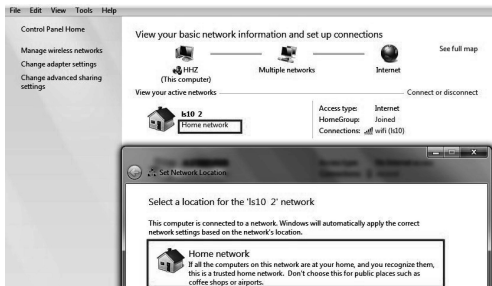 File Edit View Tools Help
Control Panel Home
Manage wireless networks
Change adapter settings
Change advanced sharing
settings
View your basic network information and set up connections
See full map
HHZ
(This computer)
Multiple networks
Internet
View your active networks
Connect or disconnect
ls10 2
Home network
Access type: Internet
HomeGroup: Joined
Connections: wifi (ls10)
Set Network Location
Select a location for the 'ls10 2' network
This computer is connected to a network. Windows will automatically apply the correct
network settings based on the network's location.
Home network
If all the computers on this network are at your home, and you recognize them,
this is a trusted home network. Don't choose this for public places such as
coffee shops or airports.